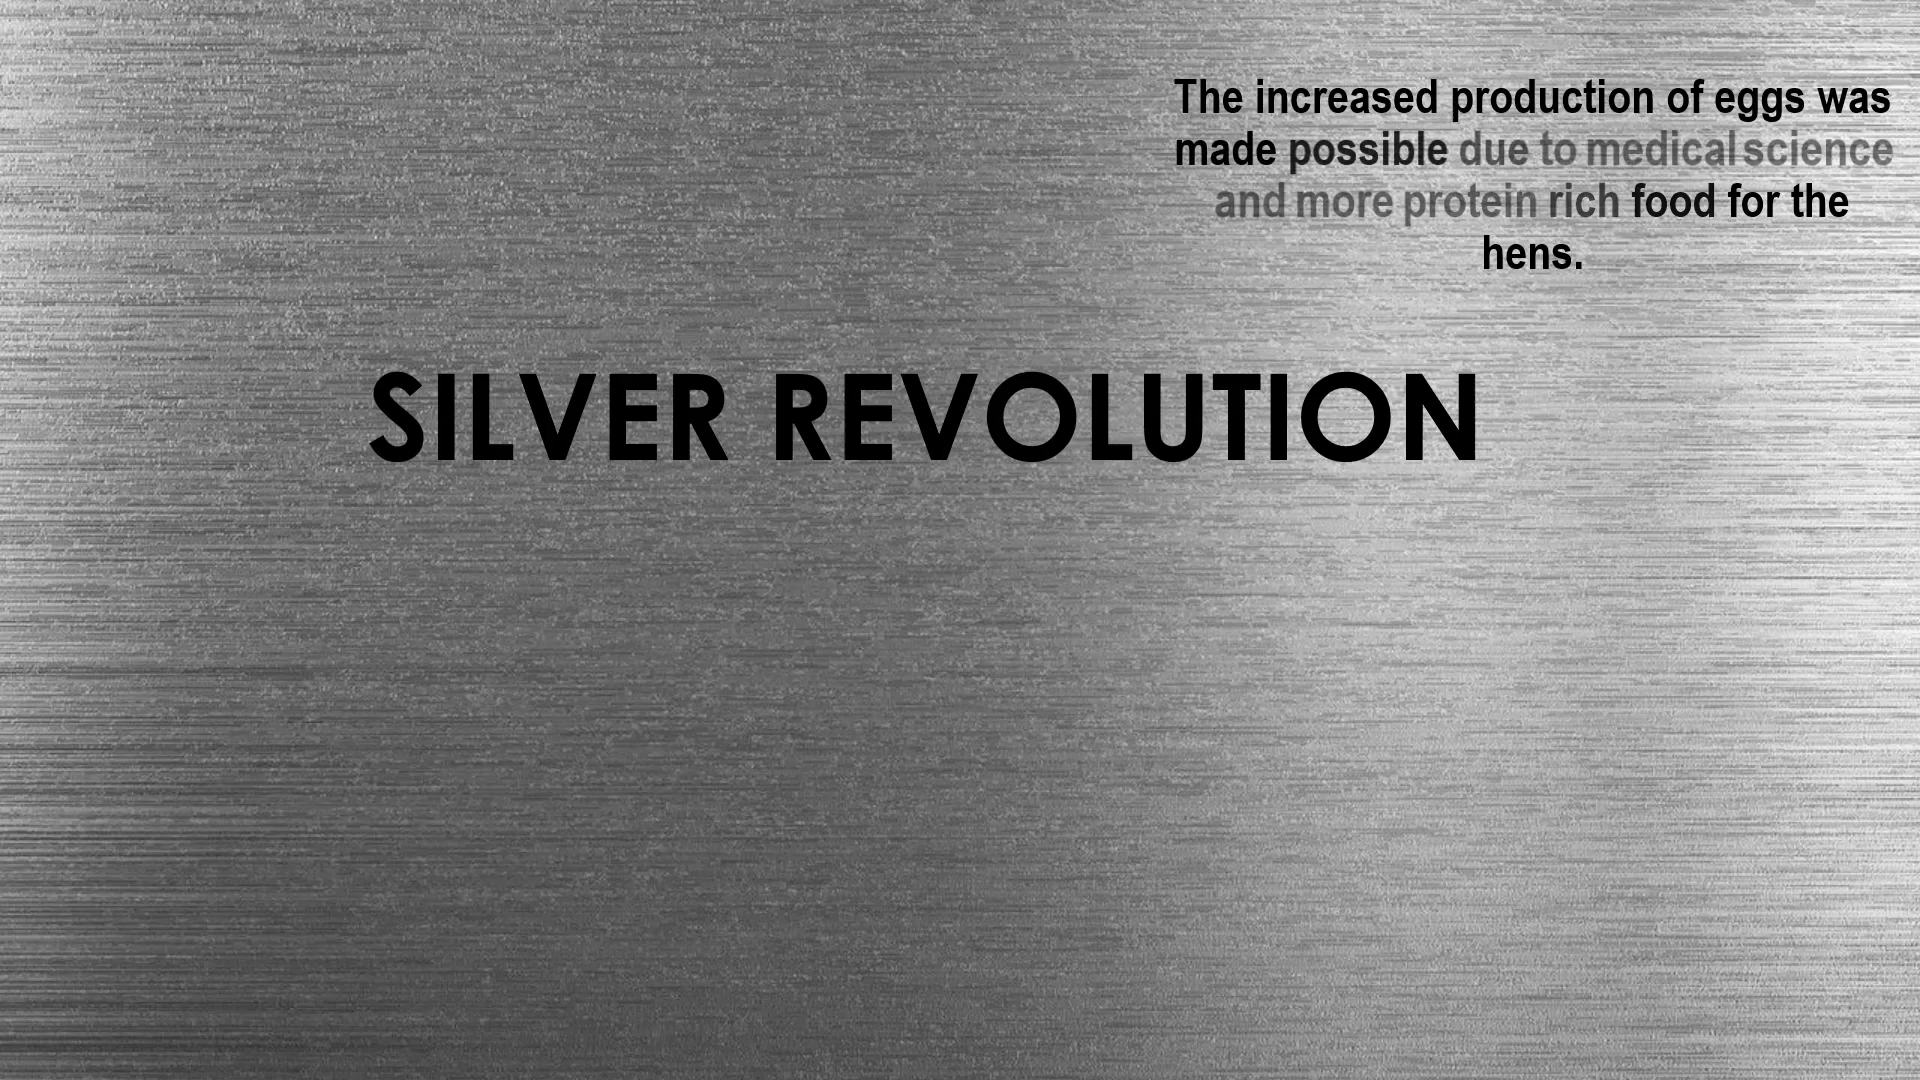 The increased production of eggs was
made possible due to medical science
and more protein rich food for the
hens.
SILVER REVOLUTION